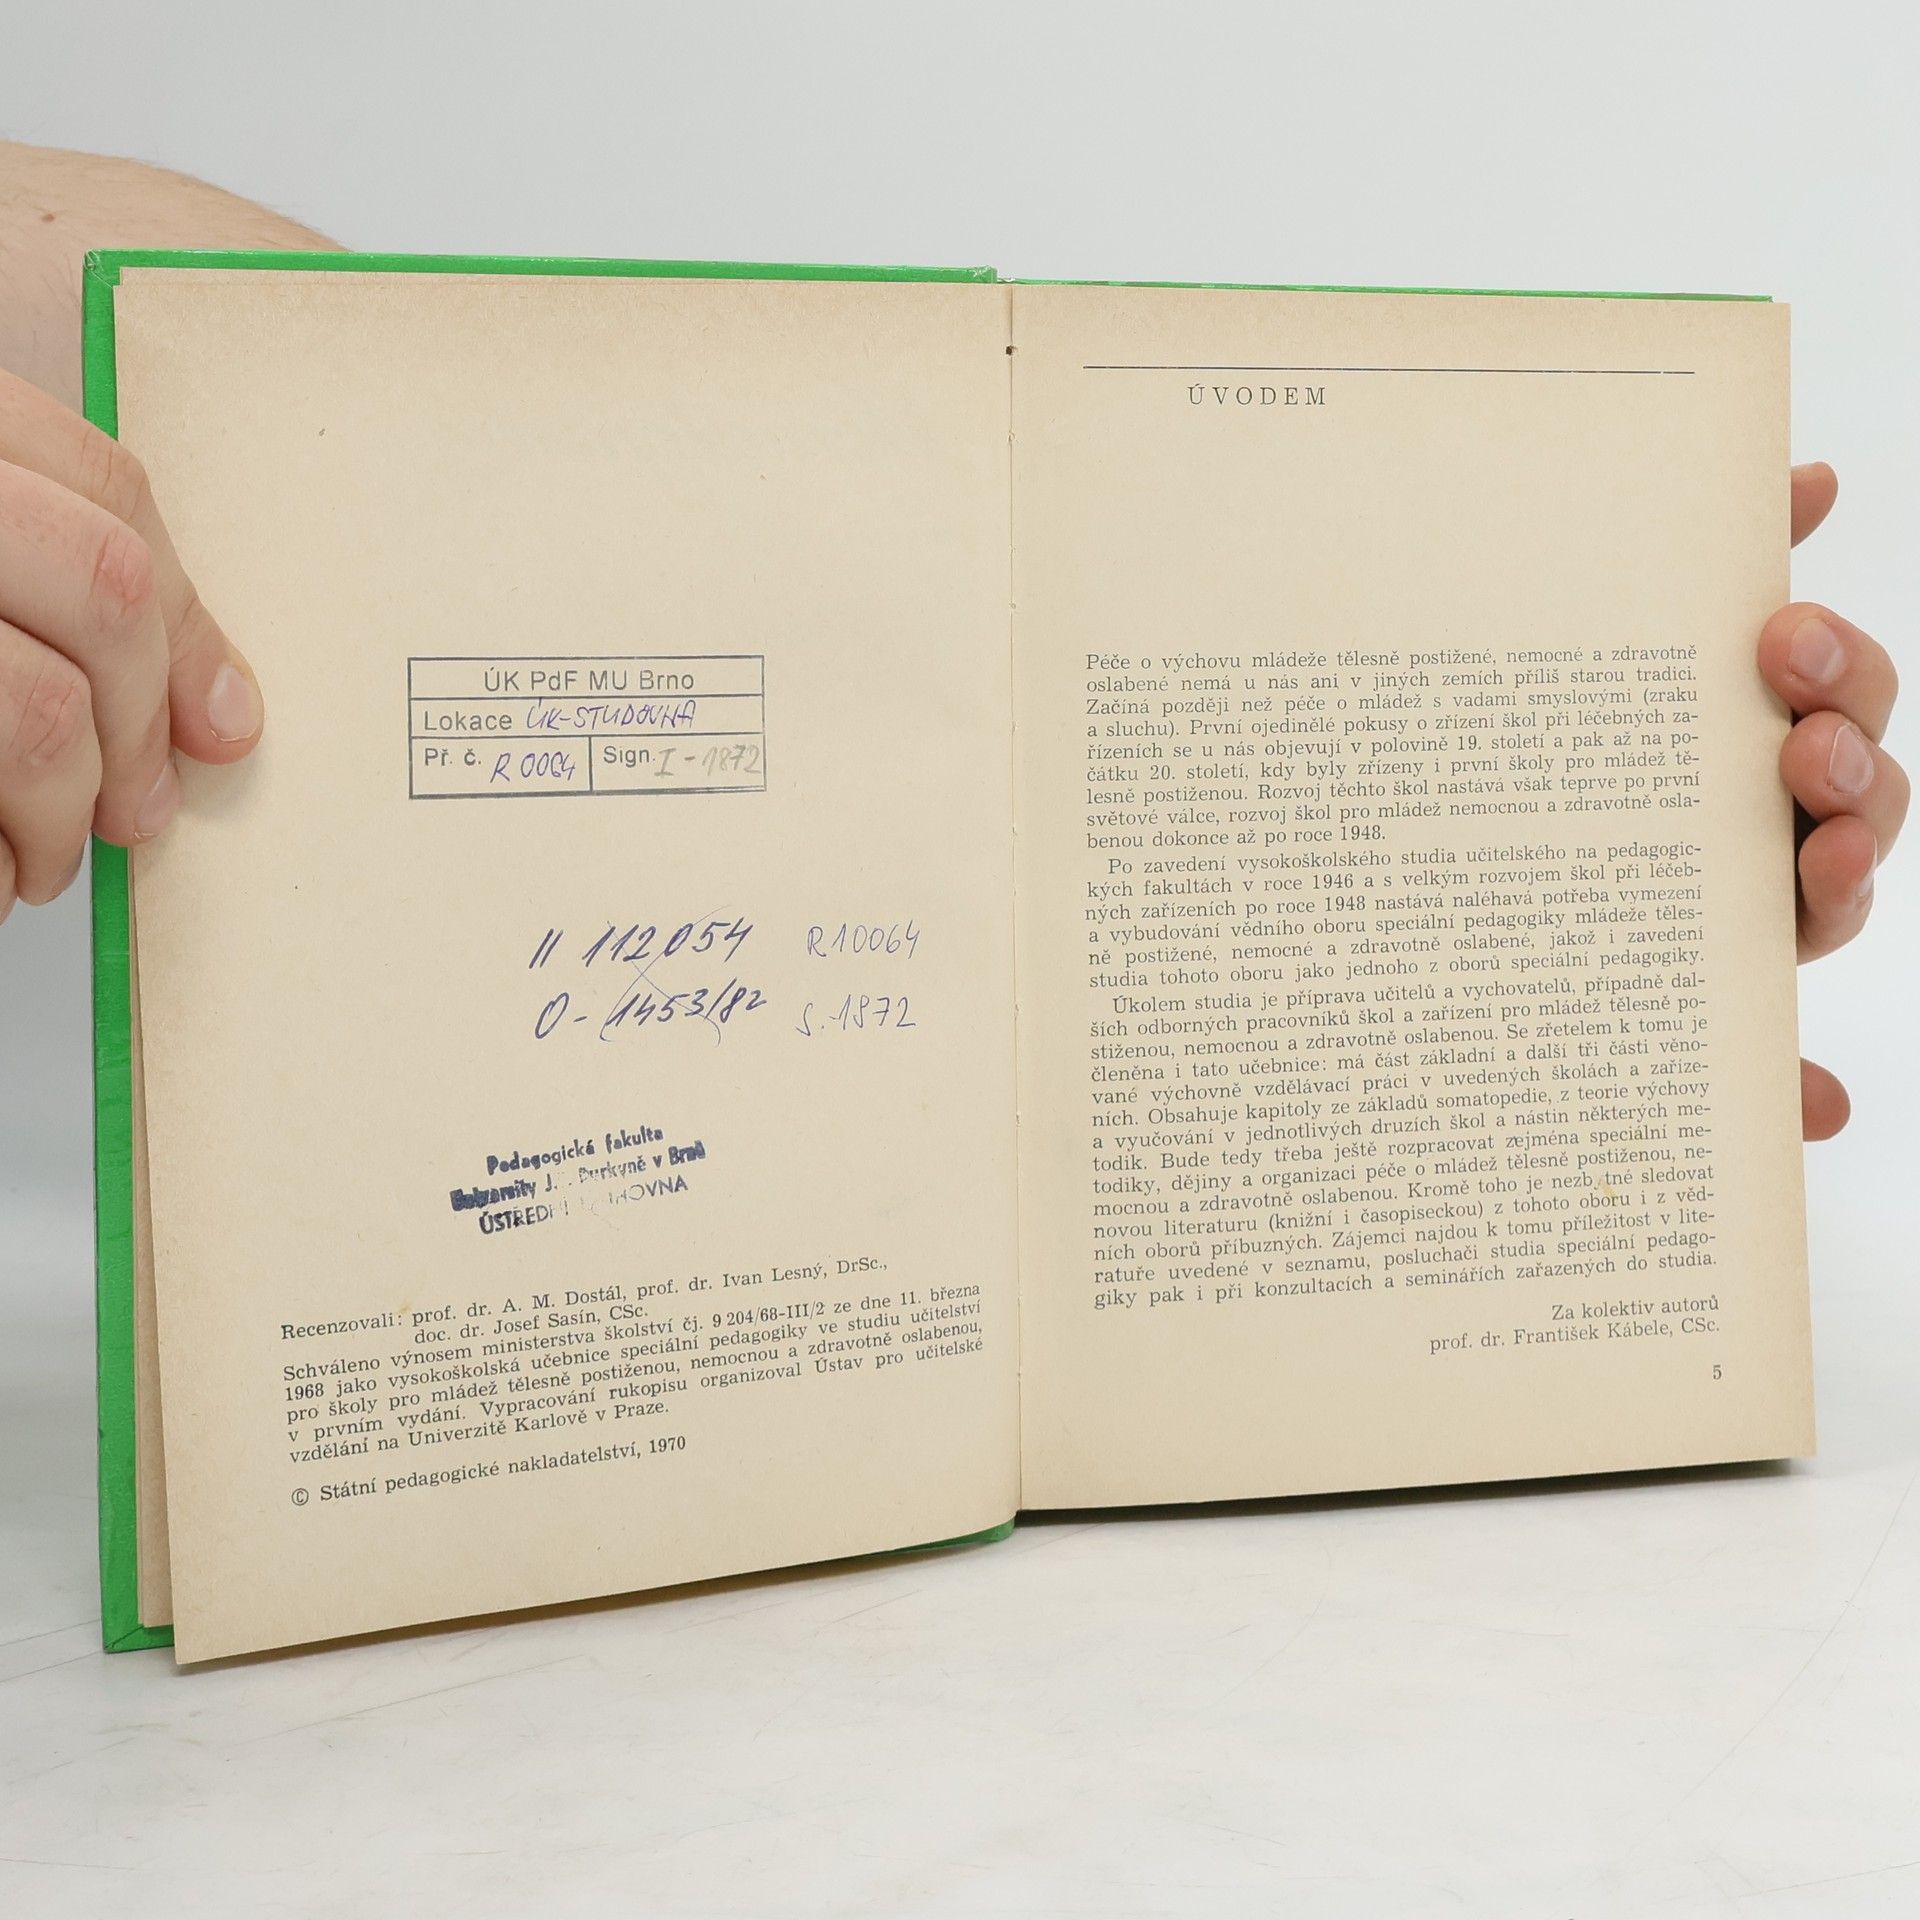 ÚK PdF MU Brno
Lokace ÚK-STUDOVNA
Př. č. R 0064 Sign. I-1872
II 112 054 R 10064
O- 1453/82 S. 1872
Pedagogická fakulta
University J. Purkyně v Brně
ÚSTŘEDNÍ
Recenzovali: prof. dr. A. M. Dostál, prof. dr. Ivan Lesný, DrSc.,
doc. dr. Josef Sasín, CSc.
Schváleno výnosem ministerstva školství čj. 9 204/68-III/2 ze dne 11. března
1968 jako vysokoškolská učebnice speciální pedagogiky ve studiu učitelství
pro školy pro mládež tělesně postiženou, nemocnou a zdravotně oslabenou,
v prvním vydání. Vypracování rukopisu organizoval Ústav pro učitelské
vzdělání na Univerzitě Karlově v Praze.
© Státní pedagogické nakladatelství, 1970
ÚVODEM
Péče o výchovu mládeže tělesně postižené, nemocné a zdravotně
oslabené nemá u nás ani v jiných zemích příliš starou tradici.
Začíná později než péče o mládež s vadami smyslovými (zraku
a sluchu). První ojedinělé pokusy o zřízení škol při léčebných za-
řízeních se u nás objevují v polovině 19. století a pak až na po-
čátku 20. století, kdy byly zřízeny i první školy pro mládež tě-
lesně postiženou. Rozvoj těchto škol nastává však teprve po první
světové válce, rozvoj škol pro mládež nemocnou a zdravotně osla-
benou dokonce až po roce 1948.
Po zavedení vysokoškolského studia učitelského na pedagogic-
kých fakultách v roce 1946 a s velkým rozvojem škol při léčeb-
ných zařízeních po roce 1948 nastává naléhavá potřeba vymezení
a vybudování vědního oboru speciální pedagogiky mládeže těles-
ně postižené, nemocné a zdravotně oslabené, jakož i zavedení
studia tohoto oboru jako jednoho z oborů speciální pedagogiky.
Úkolem studia je příprava učitelů a vychovatelů, případně dal-
ších odborných pracovníků škol a zařízení pro mládež tělesně po-
stiženou, nemocnou a zdravotně oslabenou. Se zřetelem k tomu je
členěna i tato učebnice: má část základní a další tři části věno-
vané výchovně vzdělávací práci v uvedených školách a zaříze-
ních. Obsahuje kapitoly ze základů somatopedie, z teorie výchovy
a vyučování v jednotlivých druzích škol a nástin některých me-
todik. Bude tedy třeba ještě rozpracovat zejména speciální me-
todiky, dějiny a organizaci péče o mládež tělesně postiženou, ne-
mocnou a zdravotně oslabenou. Kromě toho je nezbytné sledovat
novou literaturu (knižní i časopiseckou) z tohoto oboru i z věd-
ních oborů příbuzných. Zájemci najdou k tomu příležitost v lite-
ratuře uvedené v seznamu, posluchači studia speciální pedago-
giky pak i při konzultacích a seminářích zařazených do studia.
Za kolektiv autorů
prof. dr. František Kábele, CSc.
5